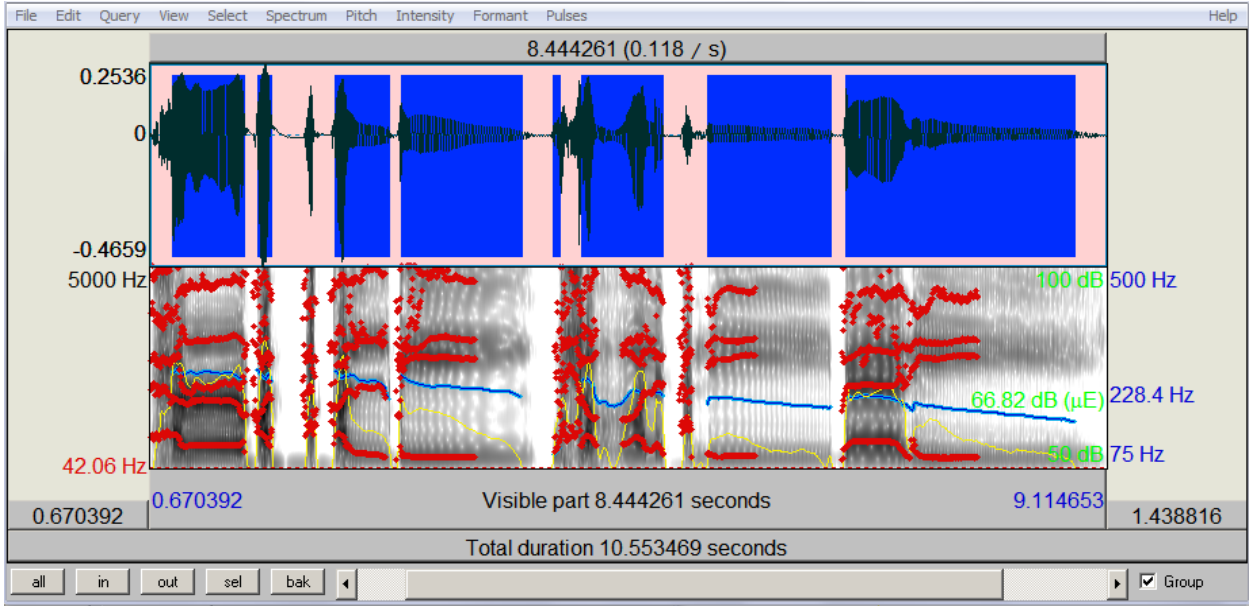 File Edit Query View Select Spectrum Pitch Intensity Formant Pulses Help
8.444261 (0.118 / s)
0.2536
0
-0.4659
5000 Hz 100 dB 500 Hz
66.82 dB (µE) 228.4 Hz
42.06 Hz 50 dB 75 Hz
0.670392 Visible part 8.444261 seconds 9.114653
0.670392 1.438816
Total duration 10.553469 seconds
all in out sel bak Group